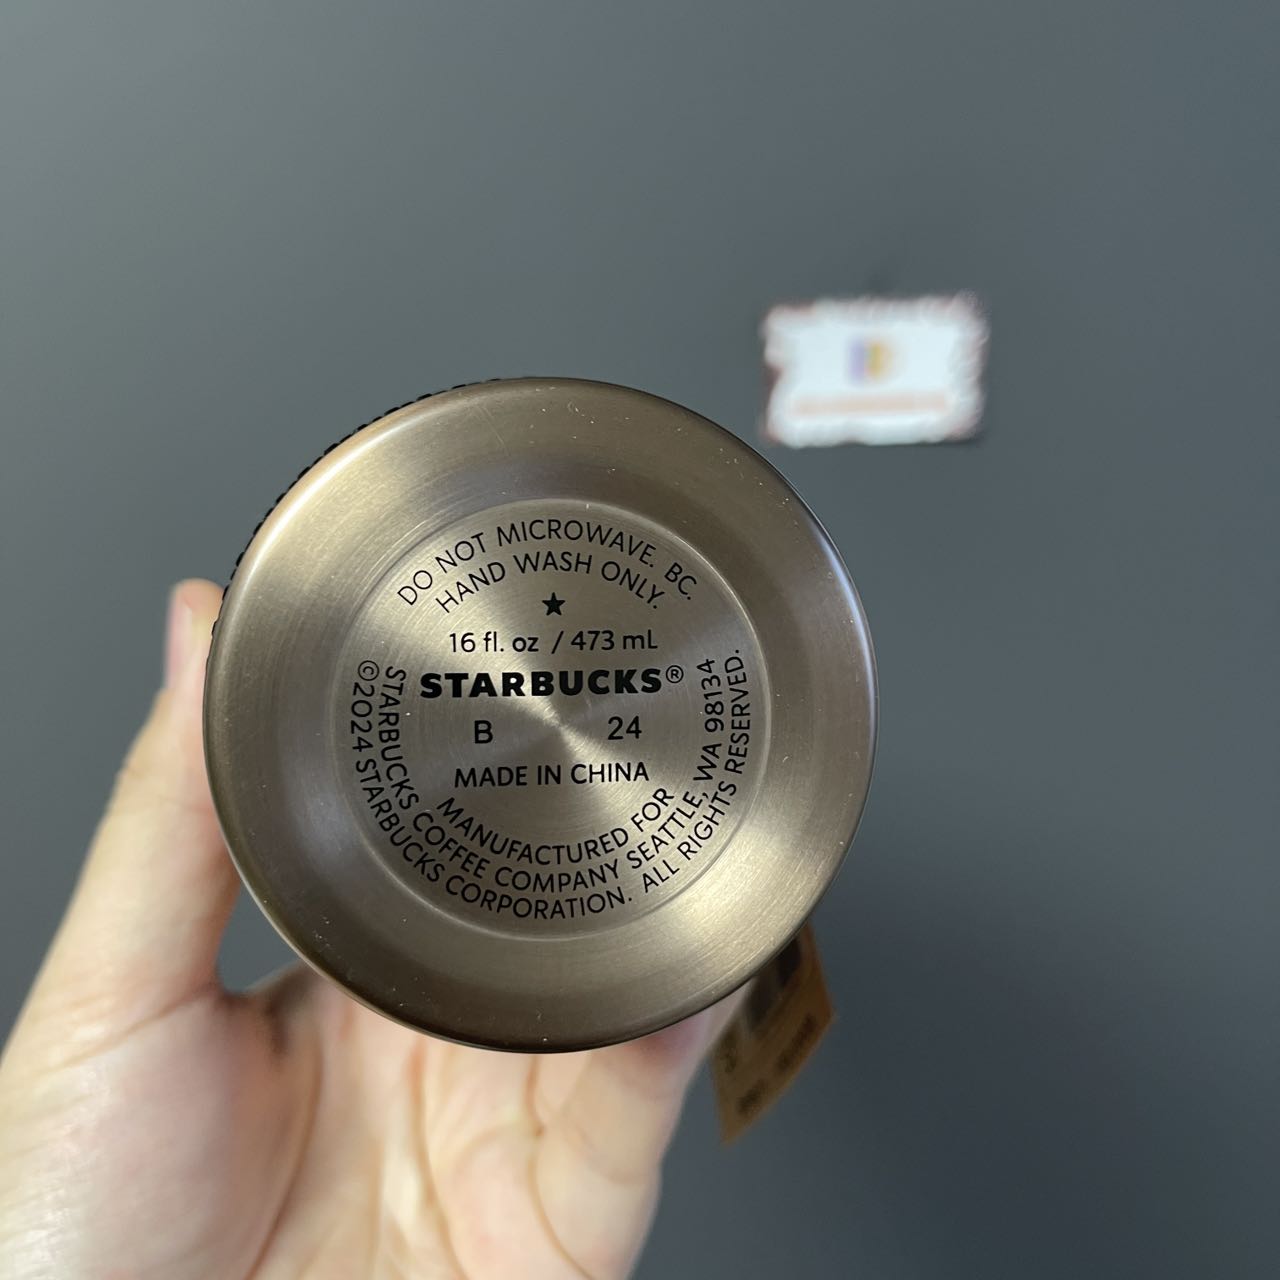 DO NOT MICROWAVE. BC.
HAND WASH ONLY.
16 fl. oz / 473 mL
STARBUCKS®
B 24
MADE IN CHINA
MANUFACTURED FOR
STARBUCKS COFFEE COMPANY SEATTLE, WA 98134
©2024 STARBUCKS CORPORATION. ALL RIGHTS RESERVED.